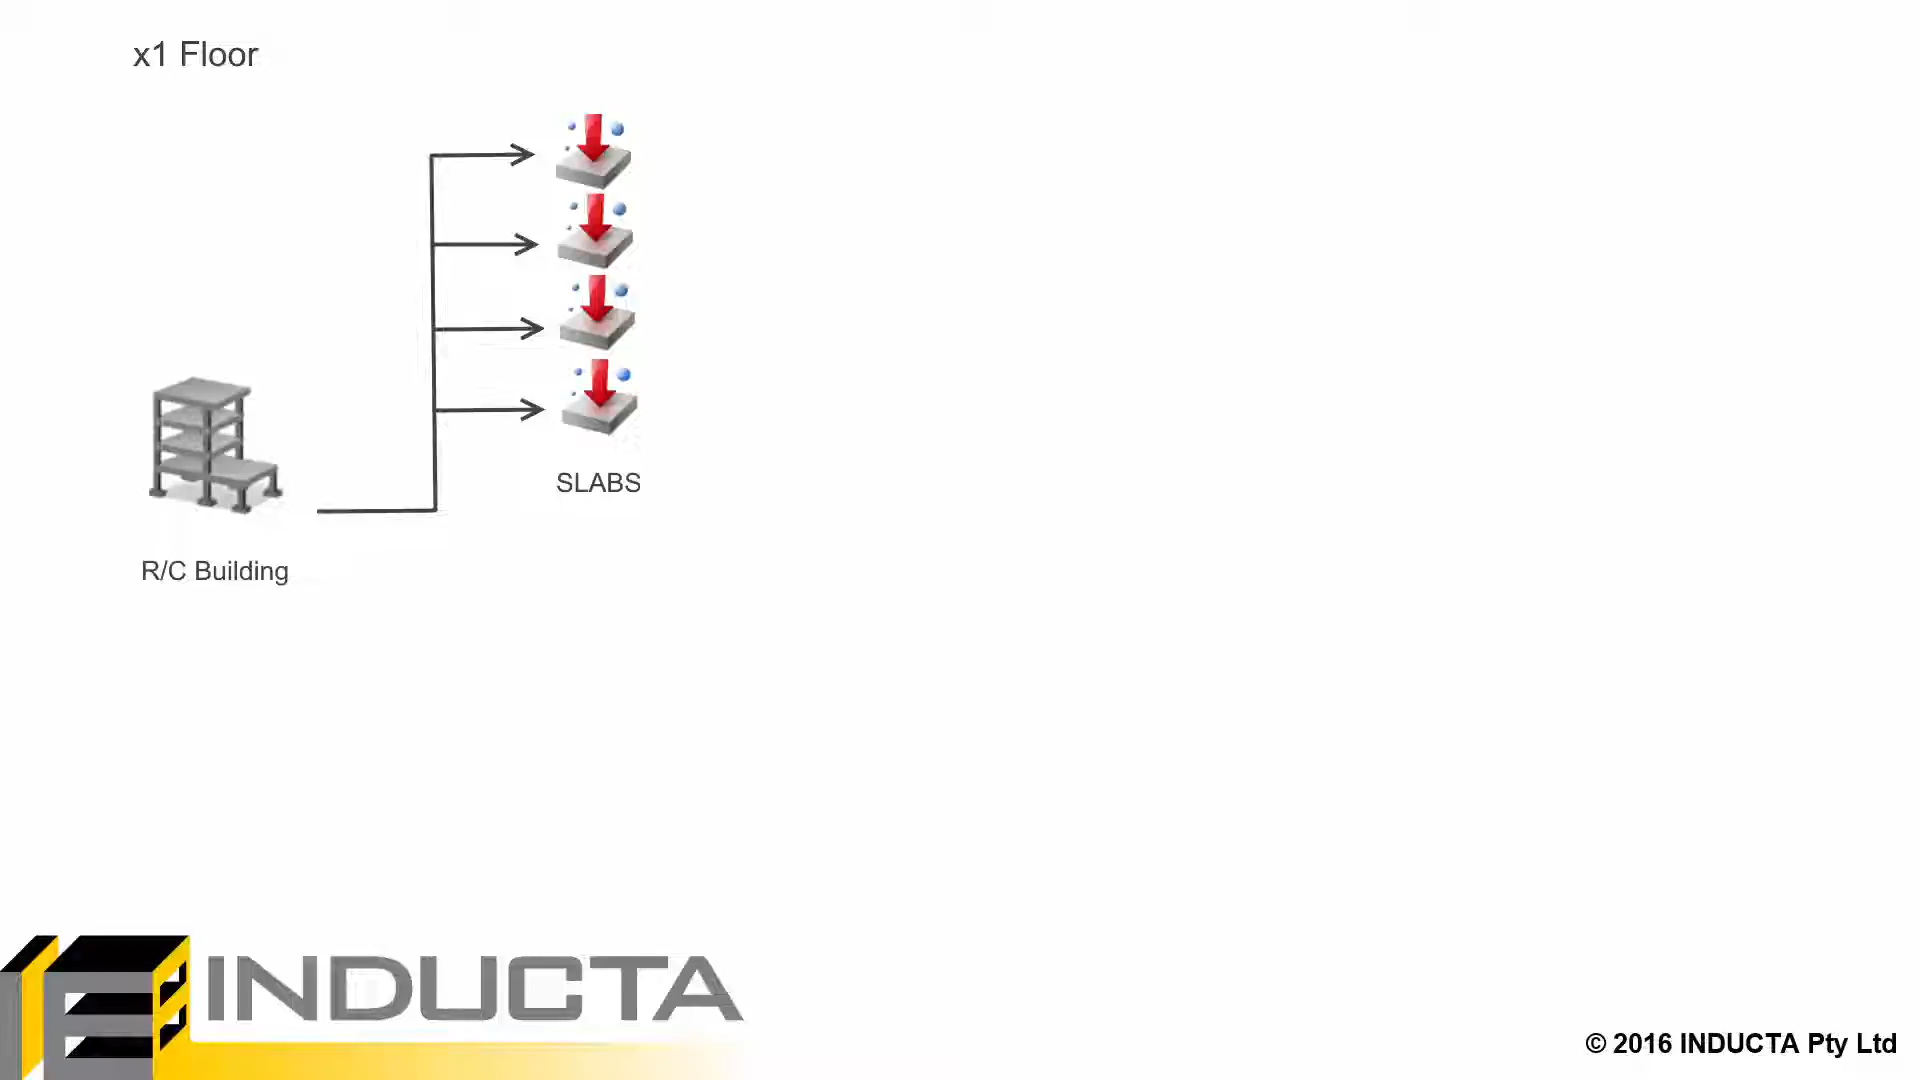 x1 Floor
SLABS
R/C Building
INDUCTA
© 2016 INDUCTA Pty Ltd